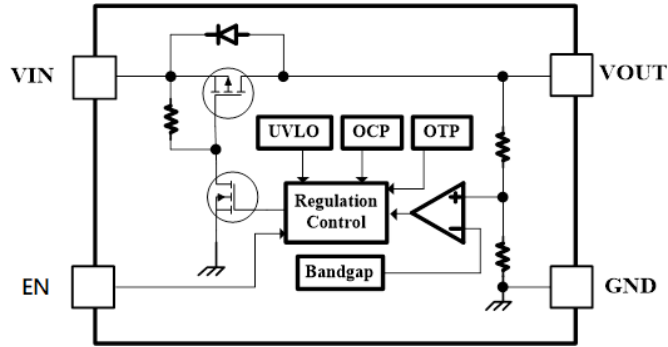 VIN
VOUT
UVLO
OCP
OTP
Regulation
Control
+
−
EN
Bandgap
GND